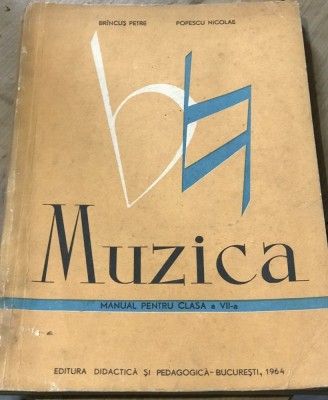 BRÎNCUȘ PETRE POPESCU NICOLAE
Muzica
MANUAL PENTRU CLASA a VII-a
EDITURA DIDACTICĂ ȘI PEDAGOGICĂ-BUCUREȘTI, 1964